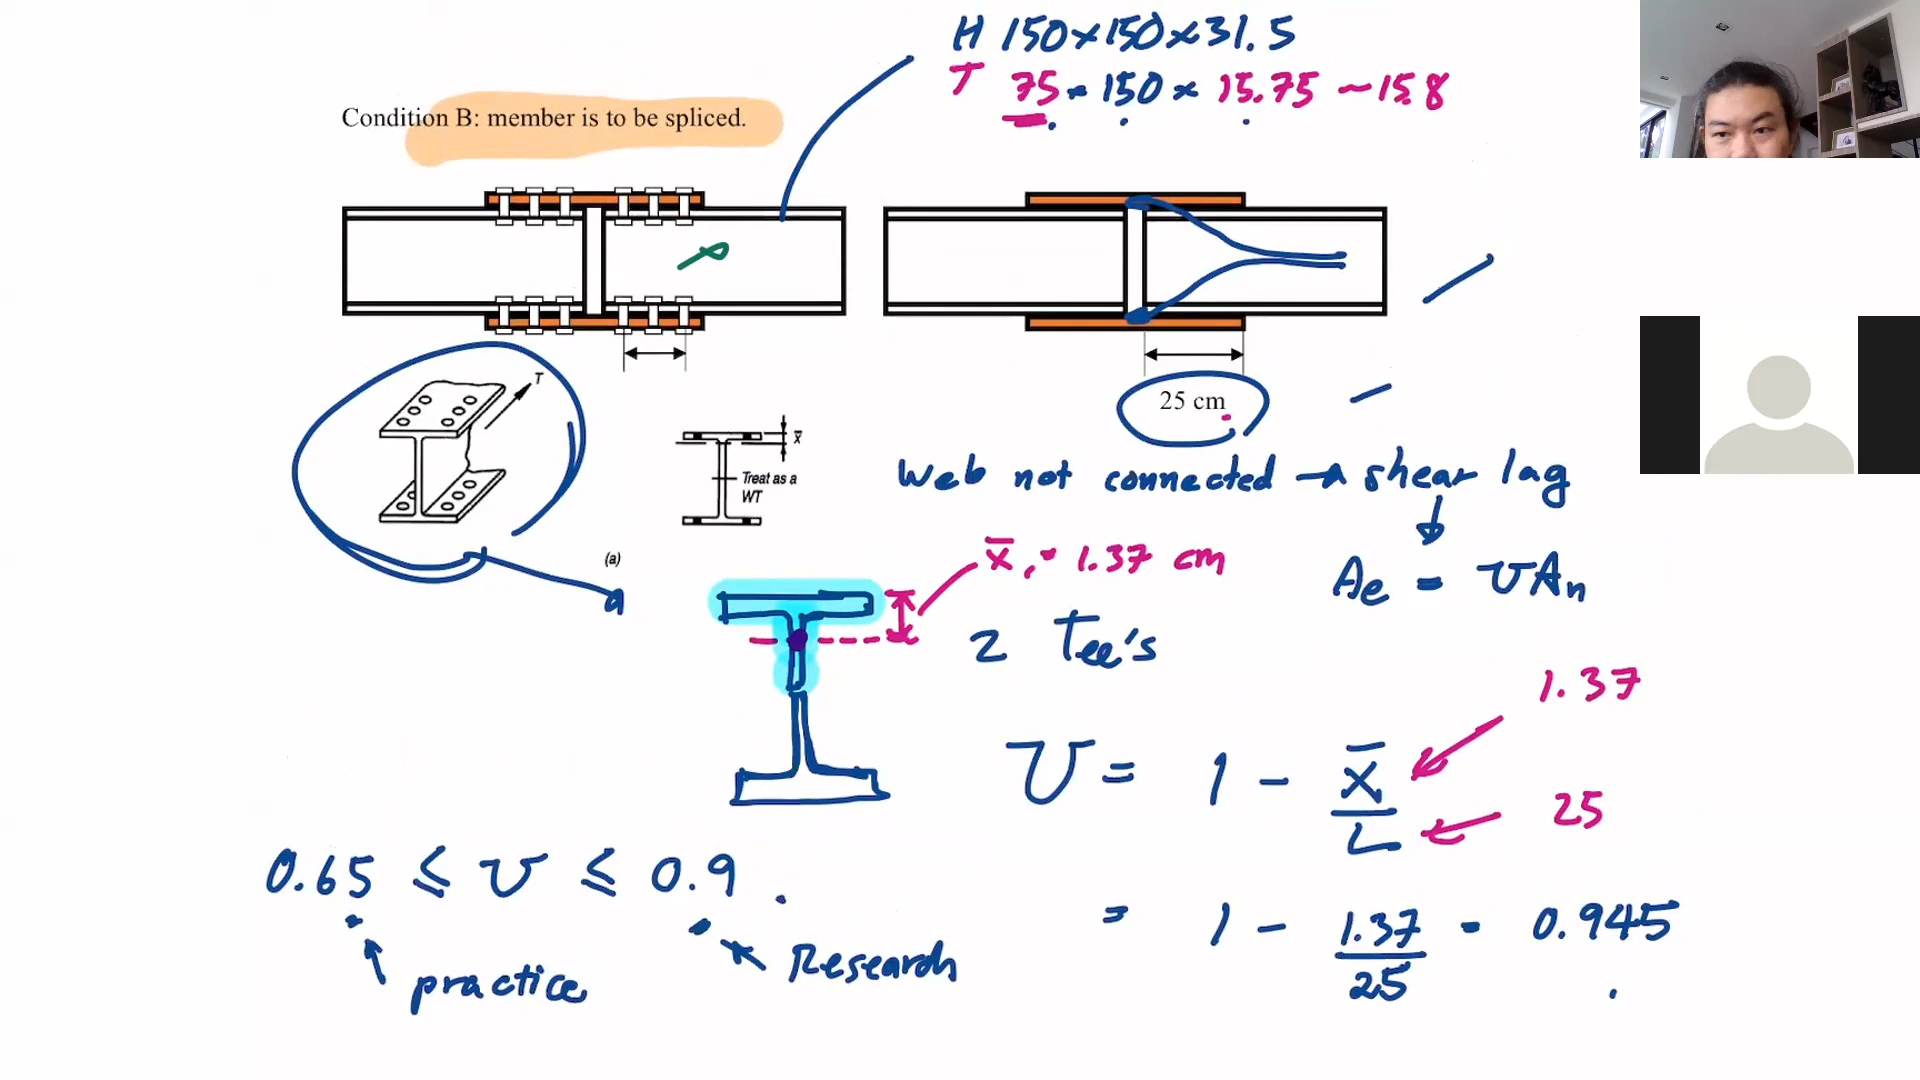 H 150×150×31.5
T 75 × 150 × 15.75 ~ 15.8
Condition B: member is to be spliced.
25 cm
T
x̄
Treat as a
WT
(a)
Web not connected → shear lag
x̄, = 1.37 cm
Ae = UAn
2 Tee's
1.37
U = 1 - x̄/L
25
0.65 ≤ U ≤ 0.9.
= 1 - 1.37/25 = 0.945
practice
Research